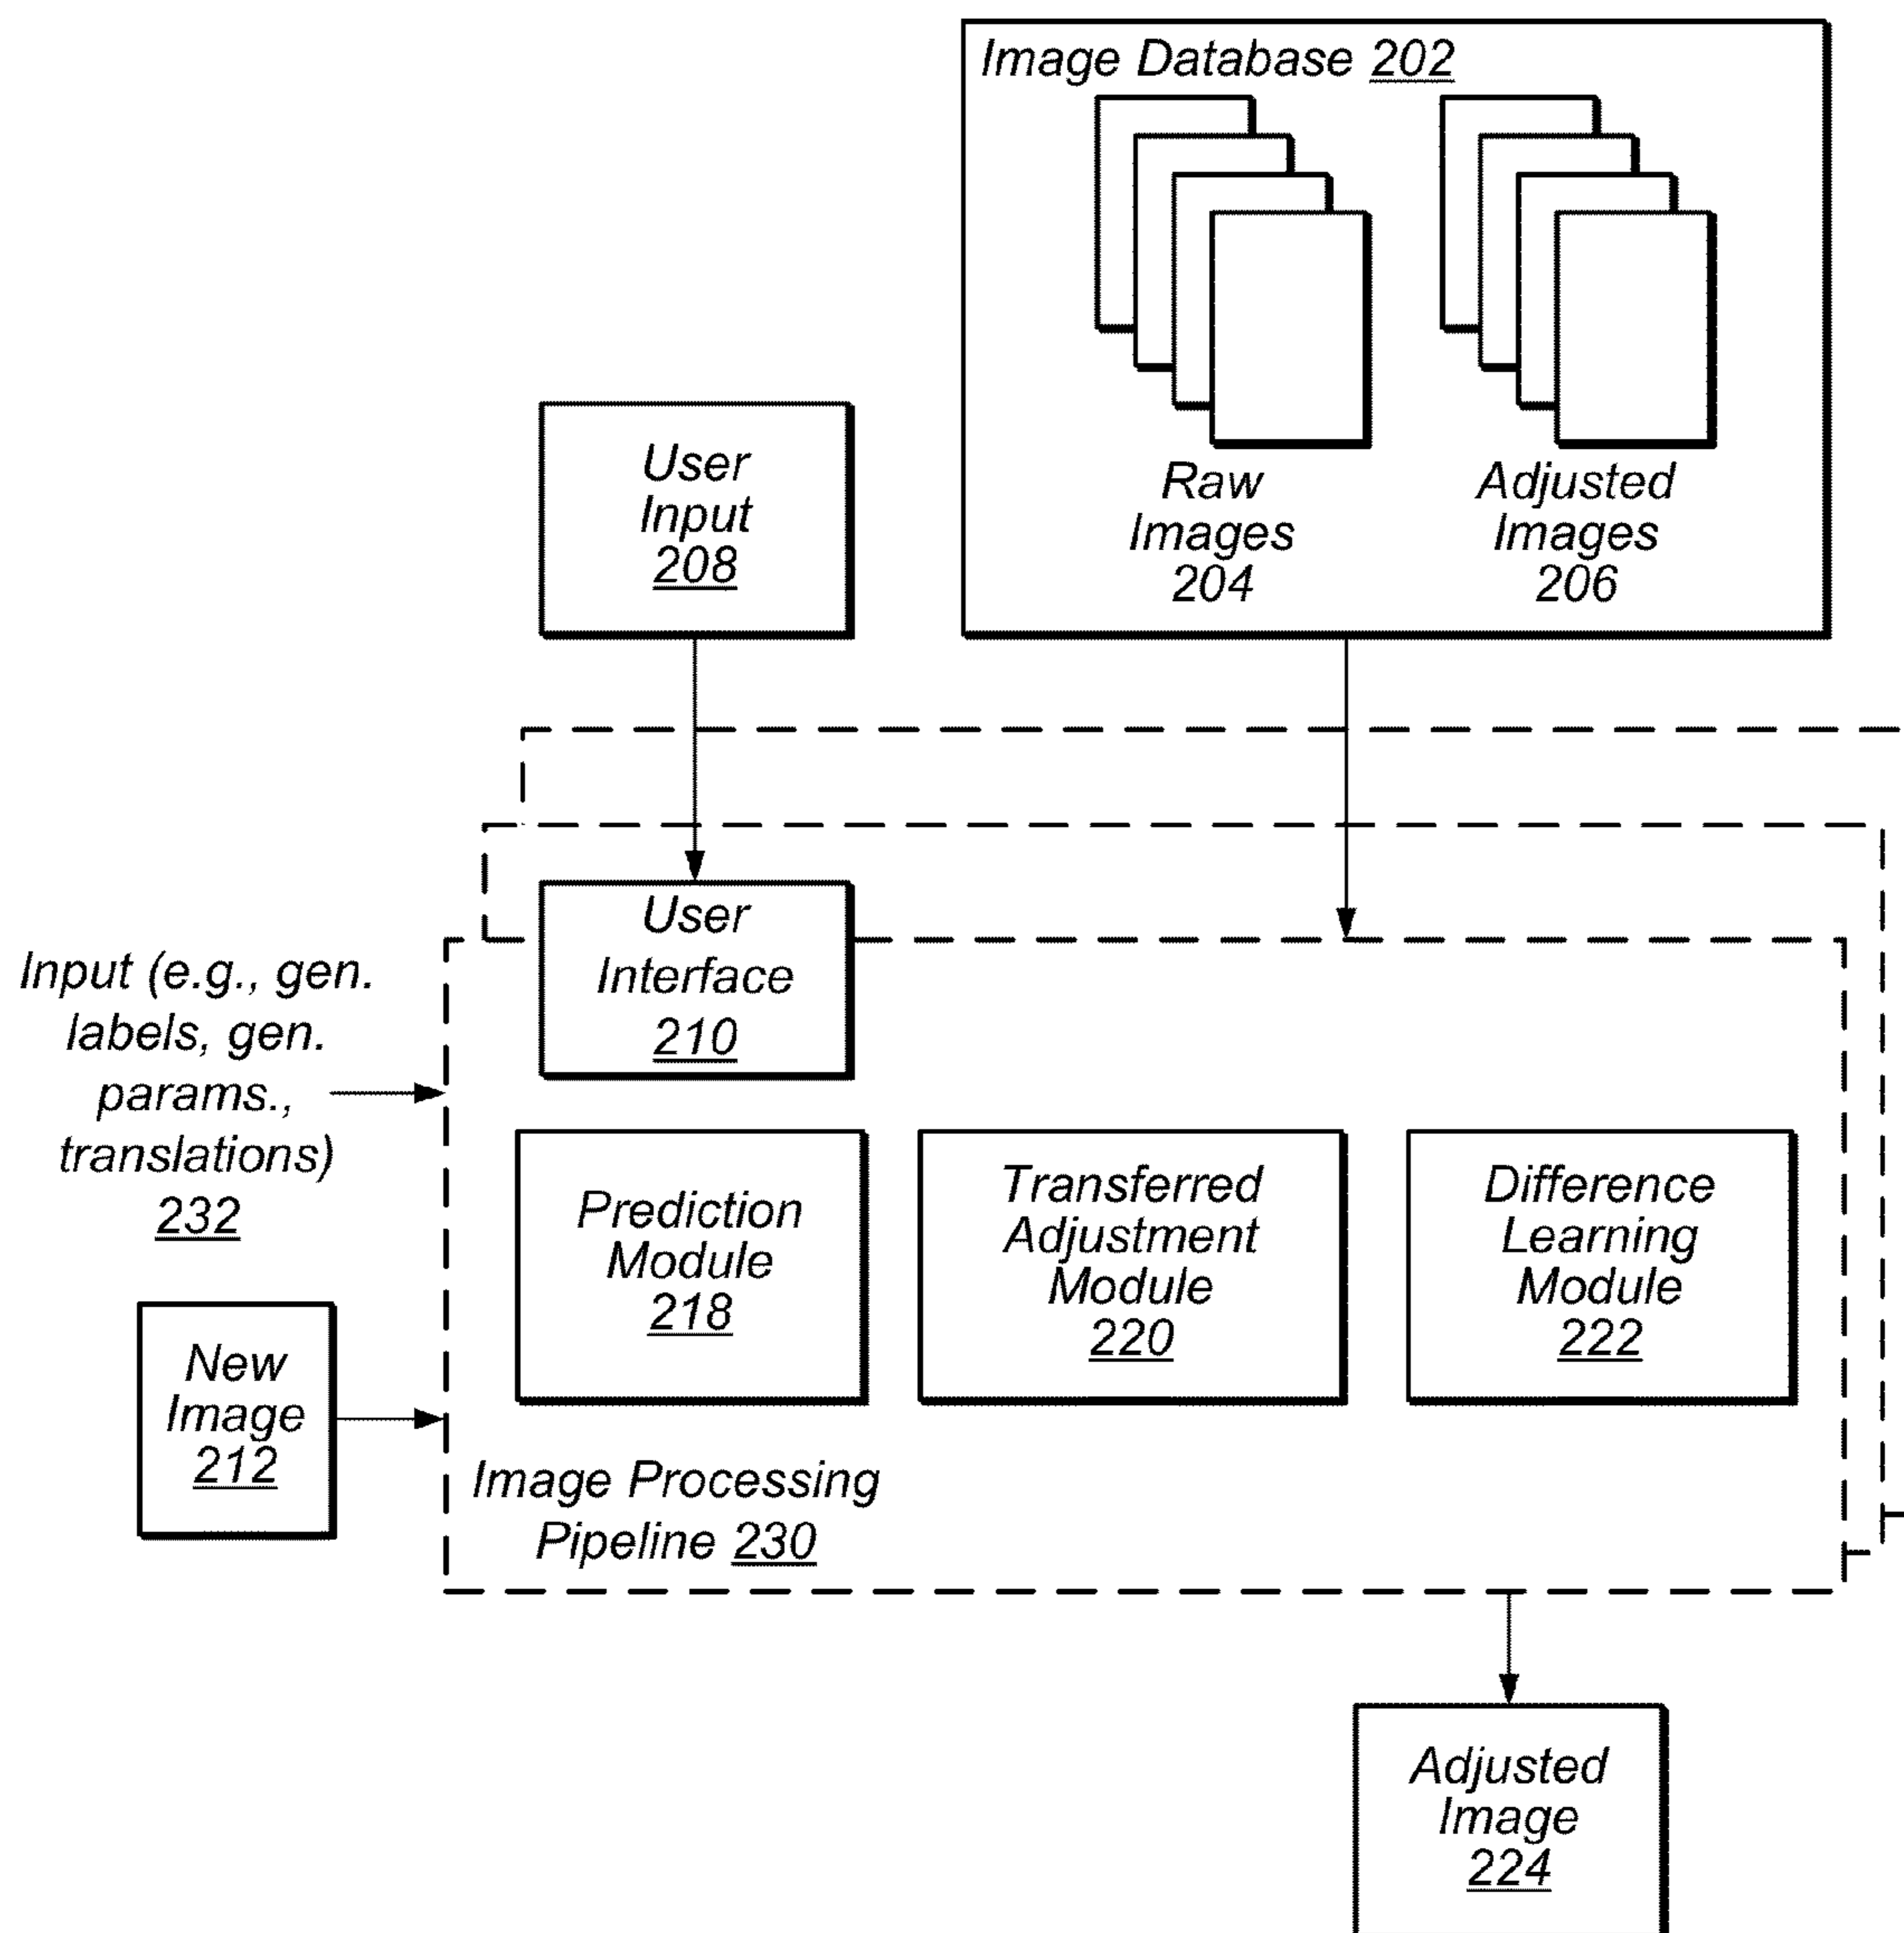 Image Database 202
Raw
Images
204
Adjusted
Images
206
User
Input
208
User
Interface
210
Input (e.g., gen.
labels, gen.
params.,
translations)
232
Prediction
Module
218
Transferred
Adjustment
Module
220
Difference
Learning
Module
222
New
Image
212
Image Processing
Pipeline 230
Adjusted
Image
224